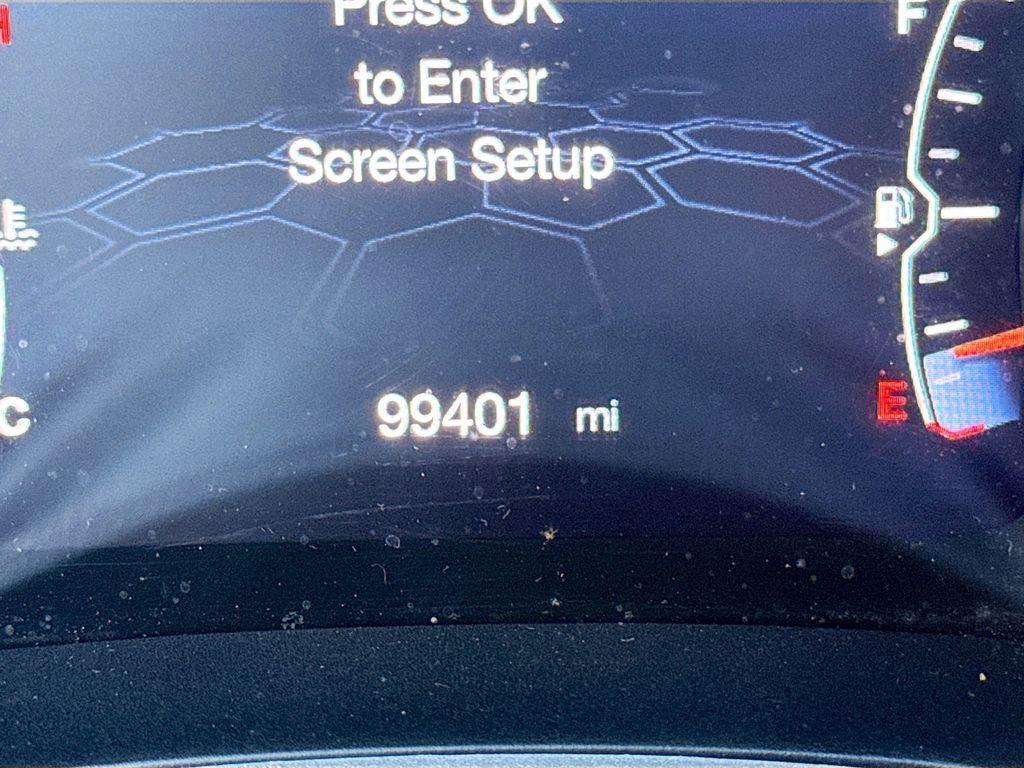 H
Press OK
F
to Enter
Screen Setup
99401 mi
E
C